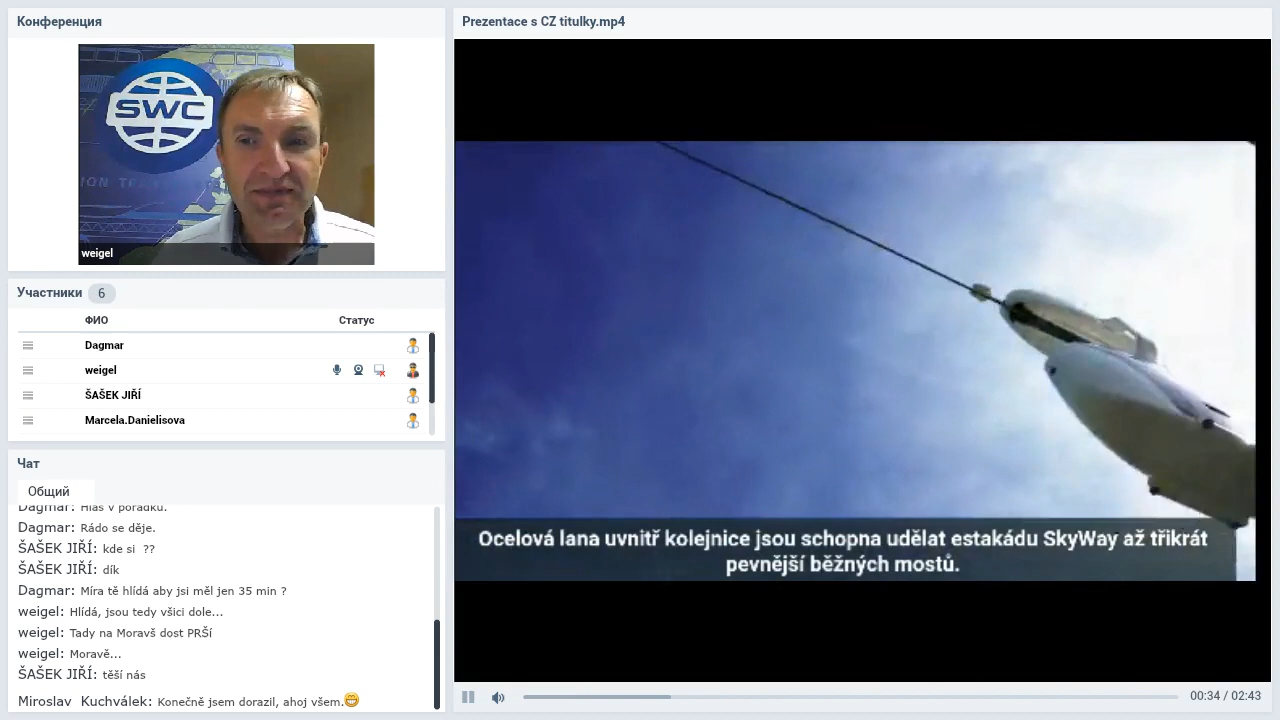 Конференция
SWC
weigel
Участники 6
ФИО Статус
Dagmar
weigel
ŠAŠEK JIŘÍ
Marcela.Danielisova
Чат
Общий
Dagmar: Hlas v pořádku.
Dagmar: Rádo se děje.
ŠAŠEK JIŘÍ: kde si ??
ŠAŠEK JIŘÍ: dík
Dagmar: Míra tě hlídá aby jsi měl jen 35 min ?
weigel: Hlídá, jsou tedy všici dole...
weigel: Tady na Moravš dost PRŠí
weigel: Moravě...
ŠAŠEK JIŘÍ: těší nás
Miroslav Kuchválek: Konečně jsem dorazil, ahoj všem.
Prezentace s CZ titulky.mp4
Ocelová lana uvnitř kolejnice jsou schopna udělat estakádu SkyWay až třikrát
pevnější běžných mostů.
00:34 / 02:43